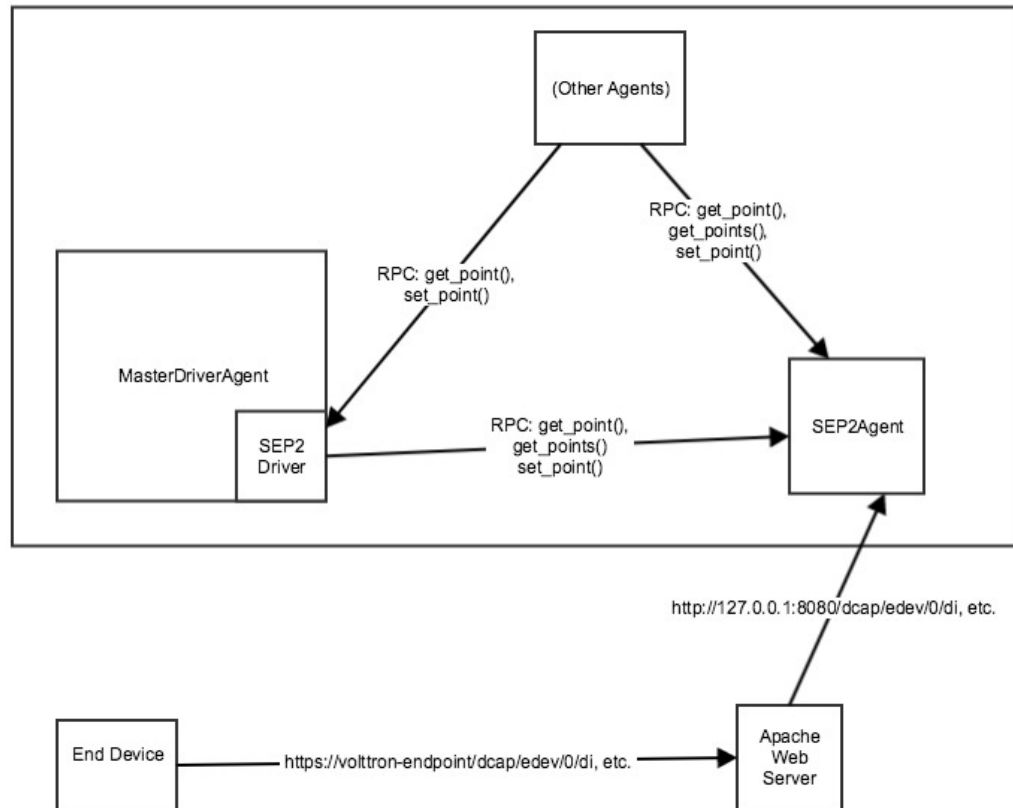 (Other Agents)
RPC: get_point(),
get_points(),
set_point()
RPC: get_point(),
set_point()
MasterDriverAgent
SEP2
Driver
RPC: get_point(),
get_points()
set_point()
SEP2Agent
http://127.0.0.1:8080/dcap/edev/0/di, etc.
End Device
https://volttron-endpoint/dcap/edev/0/di, etc.
Apache
Web
Server